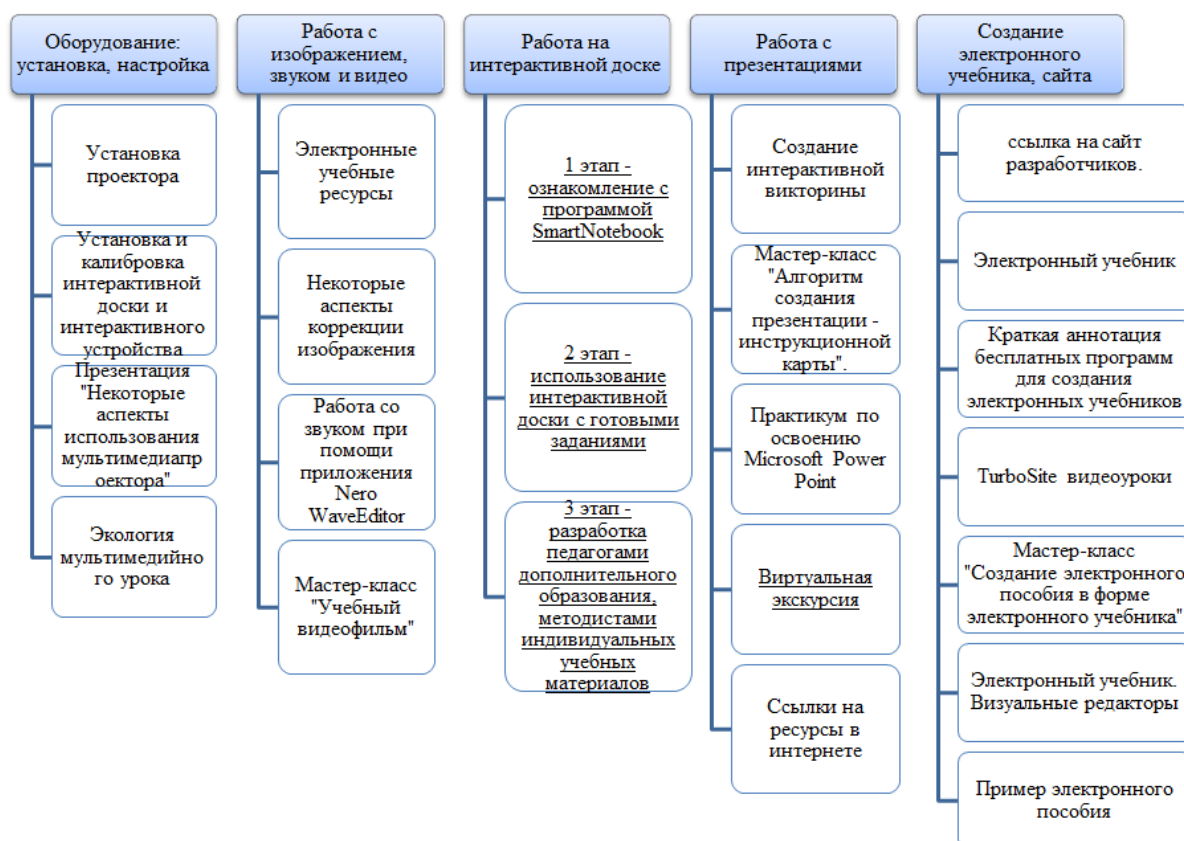 Оборудование:
установка, настройка
Установка
проектора
Установка и
калибровка
интерактивной
доски и
интерактивного
устройства
Презентация
"Некоторые
аспекты
использования
мультимедиапр
оектора"
Экология
мультимедийно
го урока
Работа с
изображением,
звуком и видео
Электронные
учебные
ресурсы
Некоторые
аспекты
коррекции
изображения
Работа со
звуком при
помощи
приложения
Nero
WaveEditor
Мастер-класс
"Учебный
видеофильм"
Работа на
интерактивной доске
1 этап -
ознакомление с
программой
SmartNotebook
2 этап -
использование
интерактивной
доски с готовыми
заданиями
3 этап -
разработка
педагогами
дополнительного
образования,
методистами
индивидуальных
учебных
материалов
Работа с
презентациями
Создание
интерактивной
викторины
Мастер-класс
"Алгоритм
создания
презентации -
инструкционной
карты".
Практикум по
освоению
Microsoft Power
Point
Виртуальная
экскурсия
Ссылки на
ресурсы в
интернете
Создание
электронного
учебника, сайта
ссылка на сайт
разработчиков.
Электронный учебник
Краткая аннотация
бесплатных программ
для создания
электронных учебников
TurboSite видеоуроки
Мастер-класс
"Создание электронного
пособия в форме
электронного учебника"
Электронный учебник.
Визуальные редакторы
Пример электронного
пособия